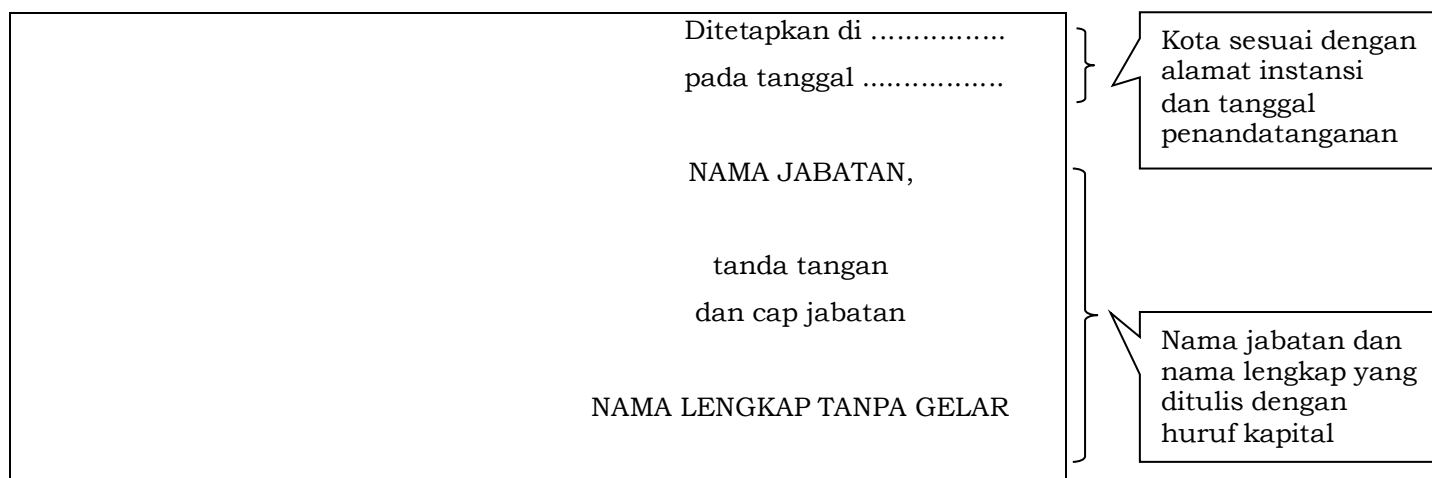 Ditetapkan di ...............
pada tanggal .................
NAMA JABATAN,
tanda tangan
dan cap jabatan
NAMA LENGKAP TANPA GELAR
Kota sesuai dengan
alamat instansi
dan tanggal
penandatanganan
Nama jabatan dan
nama lengkap yang
ditulis dengan
huruf kapital